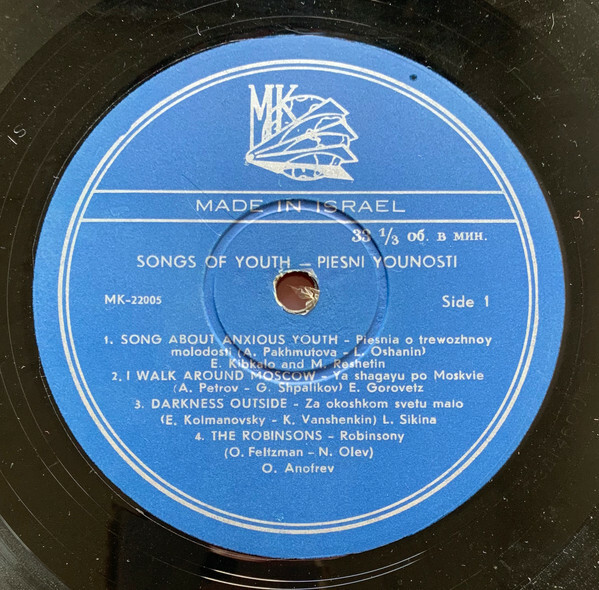 MK
MADE IN ISRAEL
33 1/3 об. в мин.
SONGS OF YOUTH – PIESNI YOUNOSTI
MK-22005 Side 1
1. SONG ABOUT ANXIOUS YOUTH – Piesnia o trewozhnoy
molodosti (A. Pakhmutova – L. Oshanin)
E. Kibkalo and M. Reshetin
2. I WALK AROUND MOSCOW – Ya shagayu po Moskvie
(A. Petrov – G. Shpalikov) E. Gorovetz
3. DARKNESS OUTSIDE – Za okoshkom svetu malo
(E. Kolmanovsky – K. Vanshenkin) L. Sikina
4. THE ROBINSONS – Robinsony
(O. Feltzman – N. Olev)
O. Anofrev